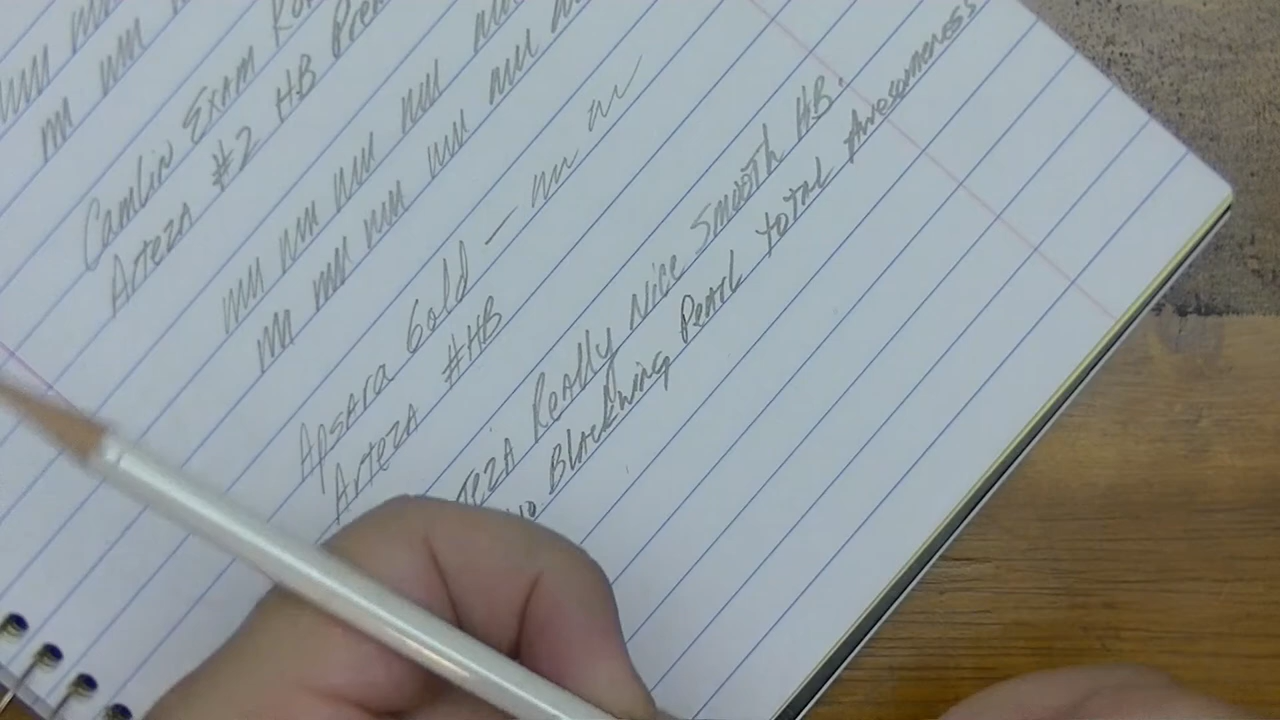 Camlin Exam
Arteza #2 HB
Apsara Gold -
Arteza #HB
Really Nice Smooth HB.
Blackwing Pearl Total Awesomeness